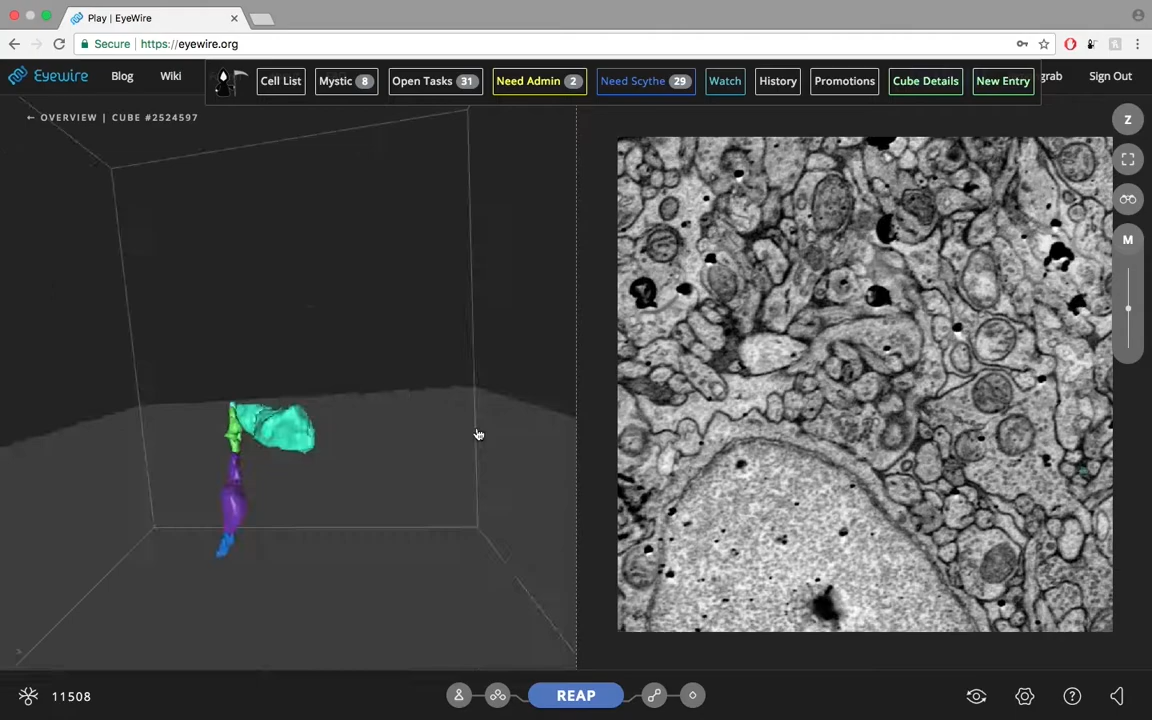 Play | EyeWire
Secure https://eyewire.org
Eyewire Blog Wiki Cell List Mystic 8 Open Tasks 31 Need Admin 2 Need Scythe 29 Watch History Promotions Cube Details New Entry grab Sign Out
← OVERVIEW | CUBE #2524597
Z
M
11508 REAP